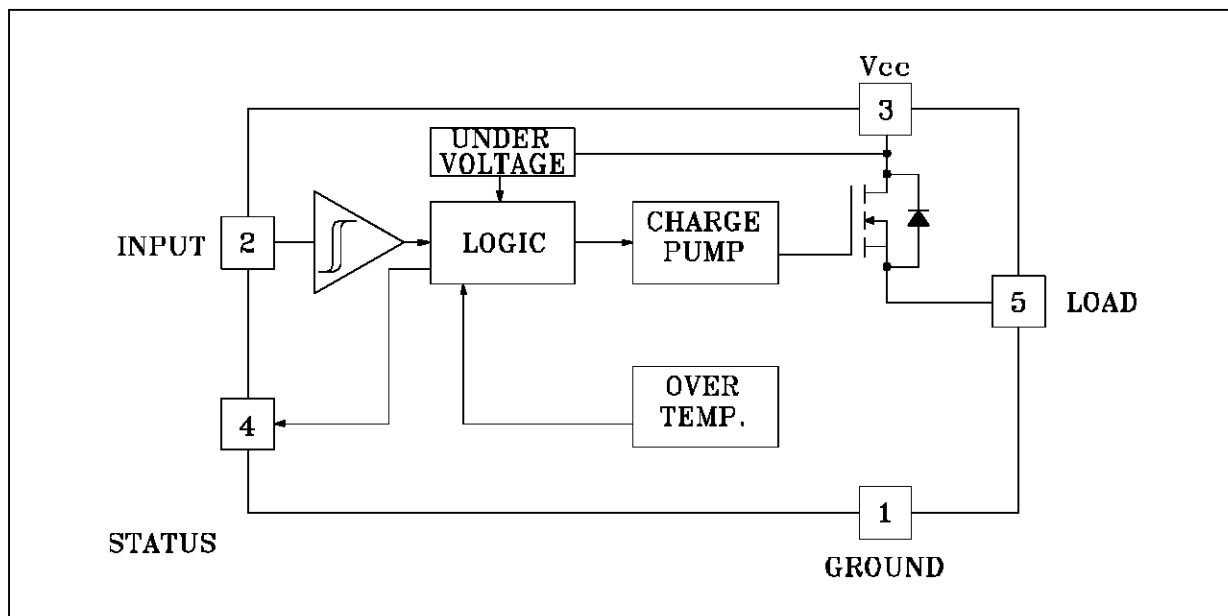 Vcc
3
UNDER
VOLTAGE
INPUT
2
LOGIC
CHARGE
PUMP
5
LOAD
4
OVER
TEMP.
1
STATUS
GROUND